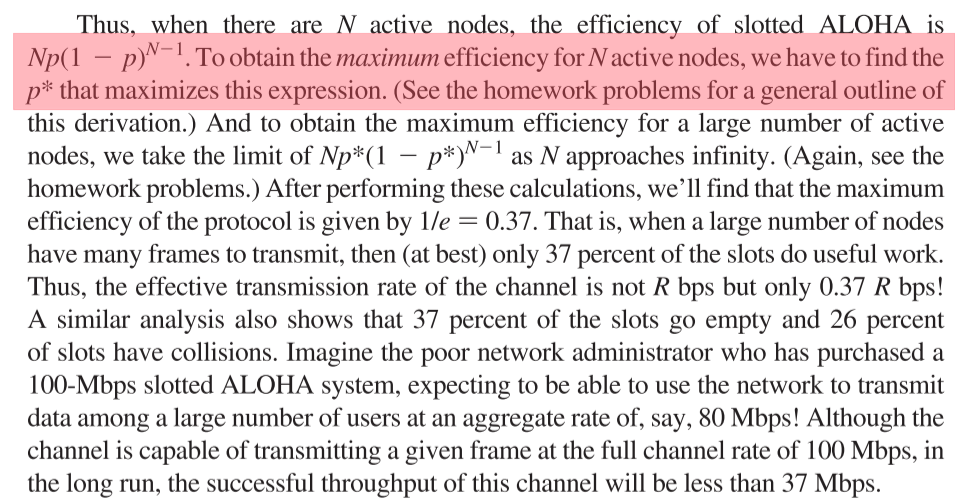 Thus, when there are N active nodes, the efficiency of slotted ALOHA is
Np(1 − p)^N−1. To obtain the maximum efficiency for N active nodes, we have to find the
p* that maximizes this expression. (See the homework problems for a general outline of
this derivation.) And to obtain the maximum efficiency for a large number of active
nodes, we take the limit of Np*(1 − p*)^N−1 as N approaches infinity. (Again, see the
homework problems.) After performing these calculations, we’ll find that the maximum
efficiency of the protocol is given by 1/e = 0.37. That is, when a large number of nodes
have many frames to transmit, then (at best) only 37 percent of the slots do useful work.
Thus, the effective transmission rate of the channel is not R bps but only 0.37 R bps!
A similar analysis also shows that 37 percent of the slots go empty and 26 percent
of slots have collisions. Imagine the poor network administrator who has purchased a
100-Mbps slotted ALOHA system, expecting to be able to use the network to transmit
data among a large number of users at an aggregate rate of, say, 80 Mbps! Although the
channel is capable of transmitting a given frame at the full channel rate of 100 Mbps, in
the long run, the successful throughput of this channel will be less than 37 Mbps.